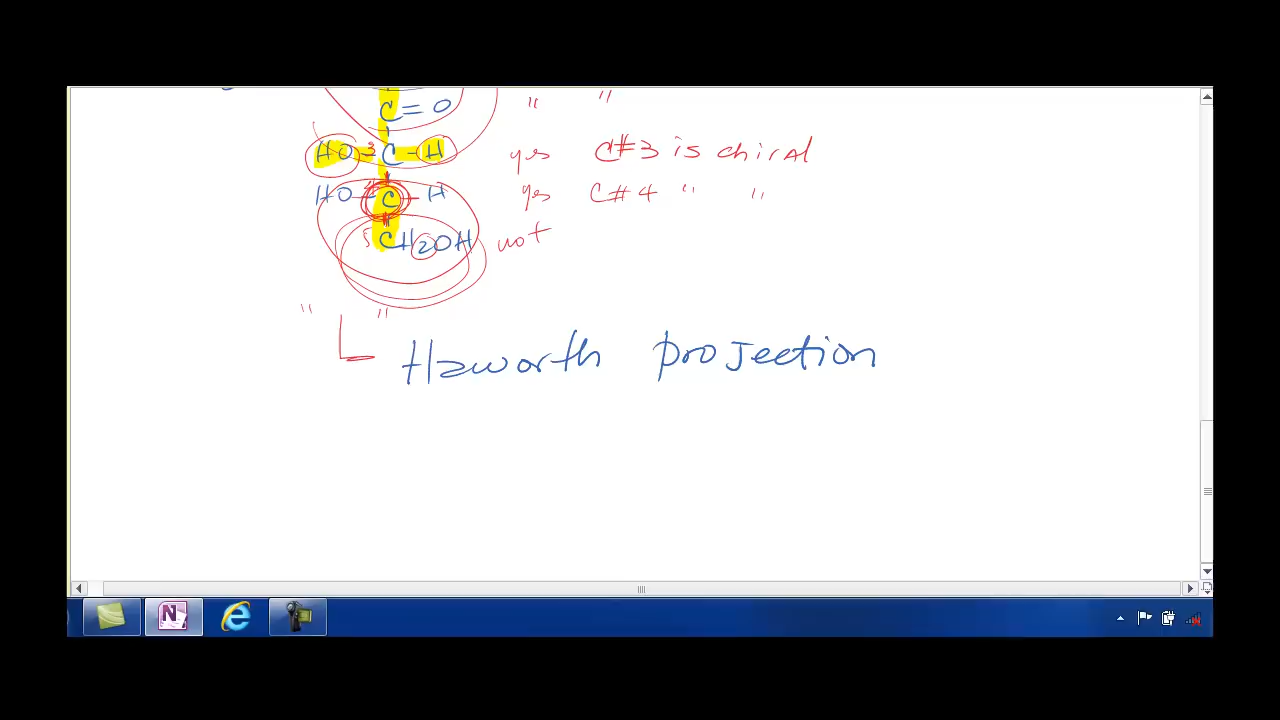 C=O " "
HO 3 C-H yes C#3 is chiral
HO 4 C-H yes C#4 " "
5 CH2OH not
" L "
Haworth projection